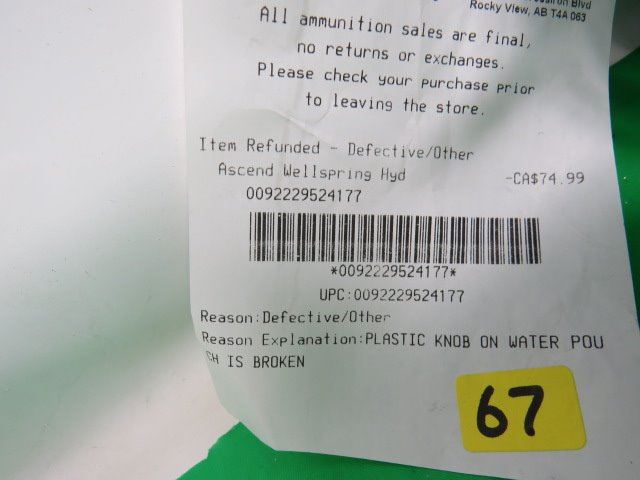 Blvd
Rocky View, AB T4A 0G3
All ammunition sales are final,
no returns or exchanges.
Please check your purchase prior
to leaving the store.
Item Refunded - Defective/Other
Ascend Wellspring Hyd -CA$74.99
0092229524177
*0092229524177*
UPC:0092229524177
Reason:Defective/Other
Reason Explanation:PLASTIC KNOB ON WATER POU
CH IS BROKEN
67